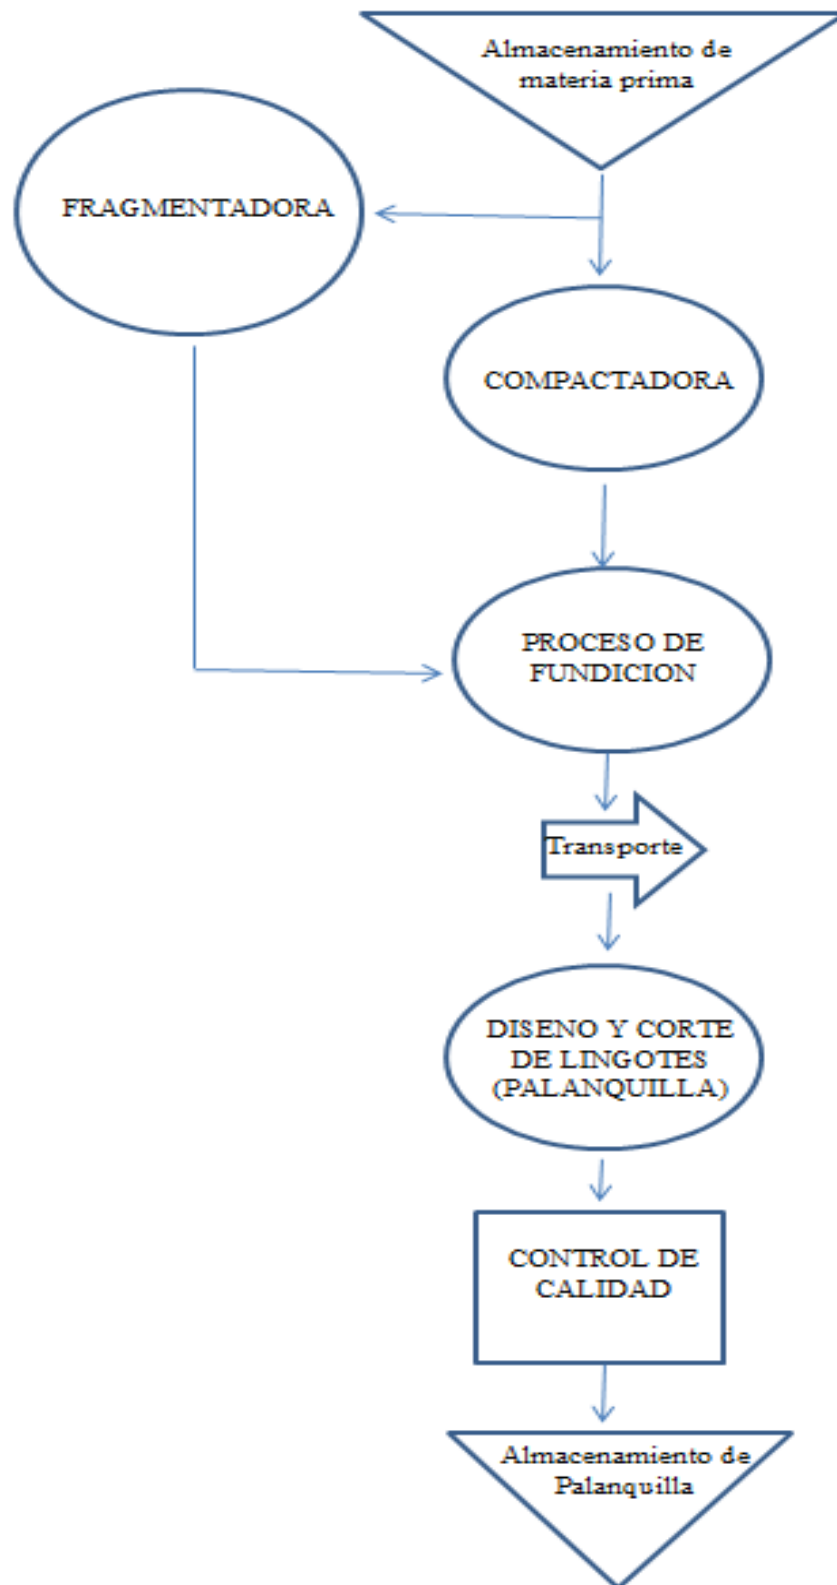 Almacenamiento de
materia prima
FRAGMENTADORA
COMPACTADORA
PROCESO DE
FUNDICION
Transporte
DISENO Y CORTE
DE LINGOTES
(PALANQUILLA)
CONTROL DE
CALIDAD
Almacenamiento de
Palanquilla